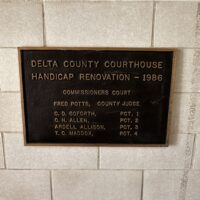 DELTA COUNTY COURTHOUSE
HANDICAP RENOVATION - 1986
COMMISSIONERS COURT
FRED POTTS, COUNTY JUDGE
C. D. GOFORTH, PCT. 1
C. H. ALLEN, PCT. 2
ARDELL ALLISON, PCT. 3
T. C. MADDOX, PCT. 4